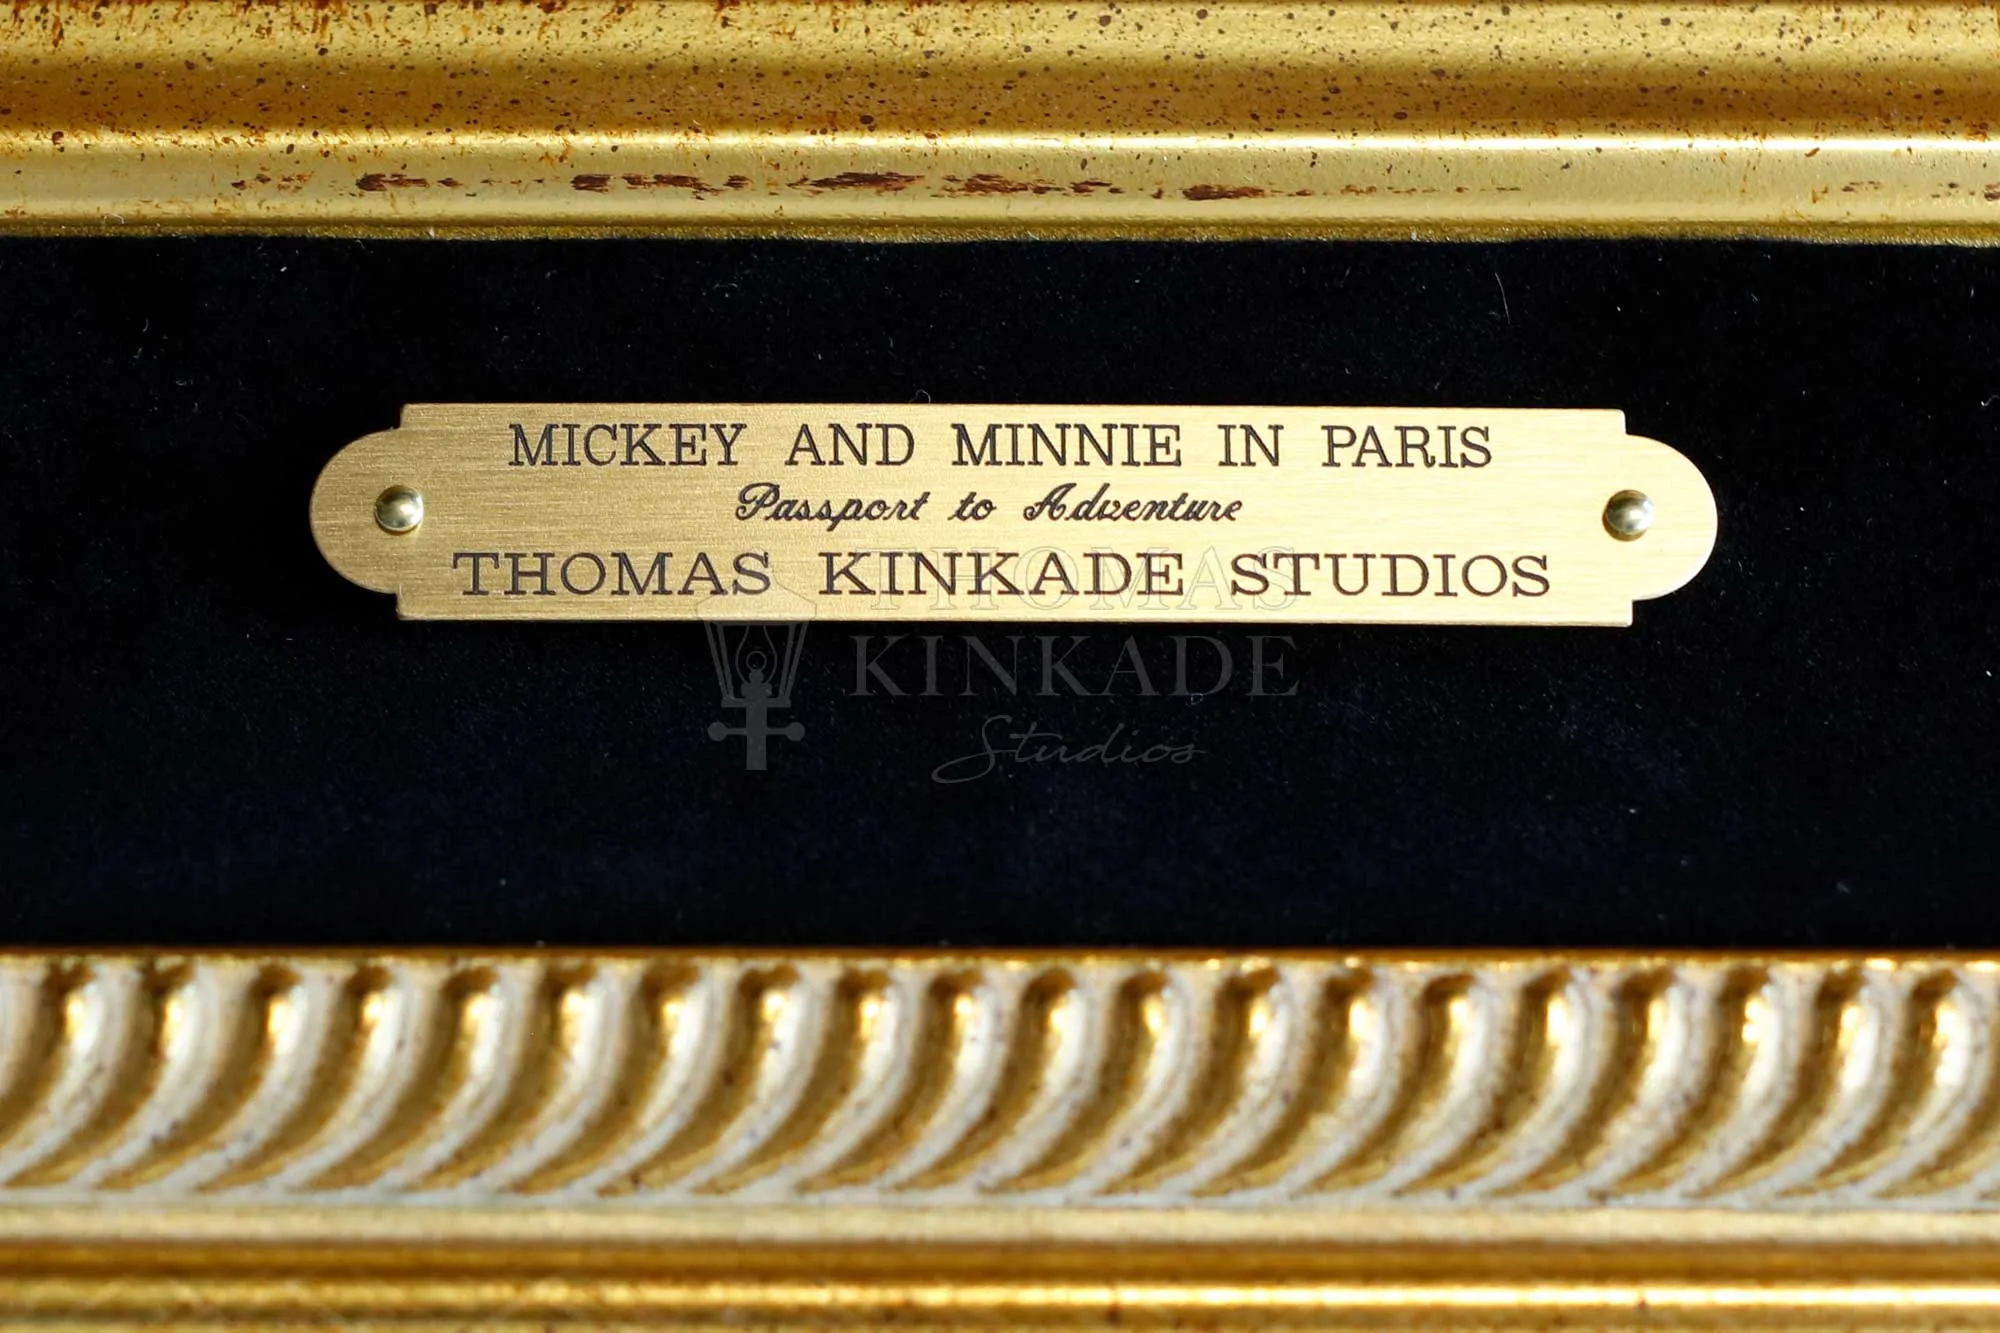 MICKEY AND MINNIE IN PARIS
Passport to Adventure
THOMAS KINKADE STUDIOS
THOMAS
KINKADE
Studios